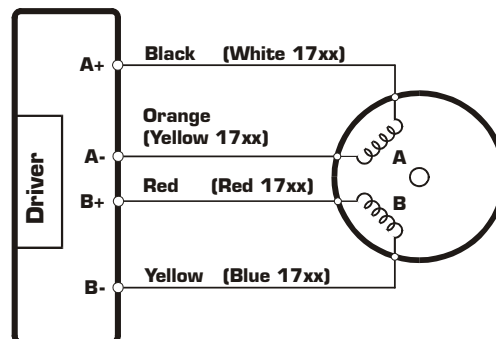 A+ Black (White 17xx)
Orange
(Yellow 17xx)
A-
A
Driver
B+ Red (Red 17xx)
B
B- Yellow (Blue 17xx)